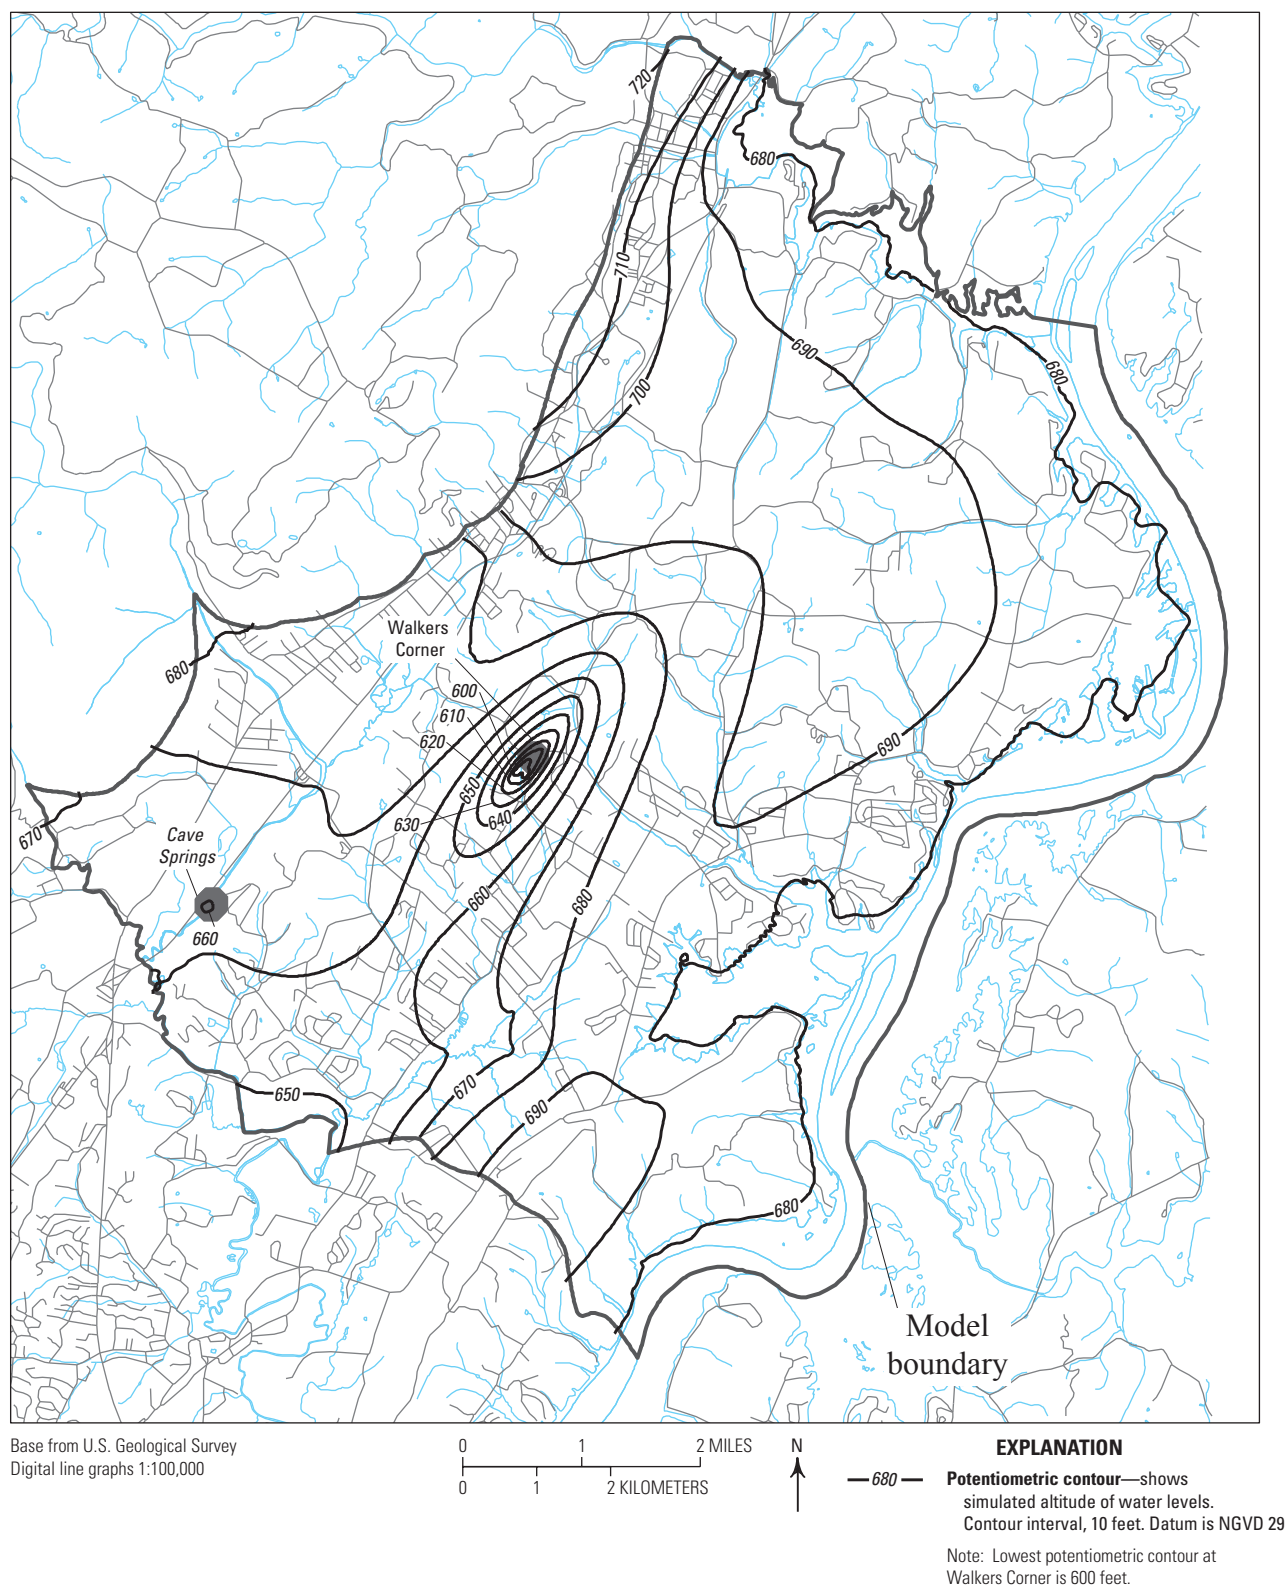 720
680
710
690
680
700
Walkers
Corner
680
600
610
620
690
650
670
630
640
Cave
Springs
660
680
660
670
650
690
680
Model
boundary
Base from U.S. Geological Survey
Digital line graphs 1:100,000
0 1 2 MILES
0 1 2 KILOMETERS
N
EXPLANATION
680
Potentiometric contour—shows
simulated altitude of water levels.
Contour interval, 10 feet. Datum is NGVD 29
Note: Lowest potentiometric contour at
Walkers Corner is 600 feet.